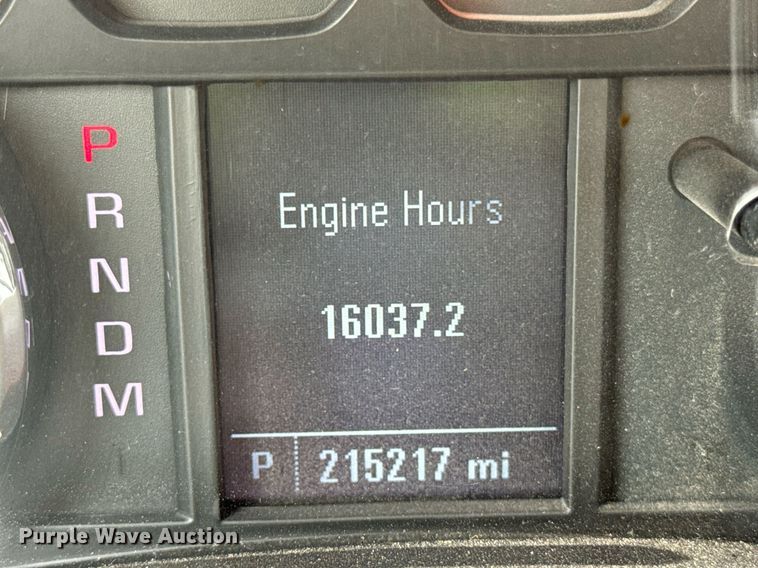 P
R
N
D
M
Engine Hours
16037.2
P 215217 mi
Purple Wave Auction